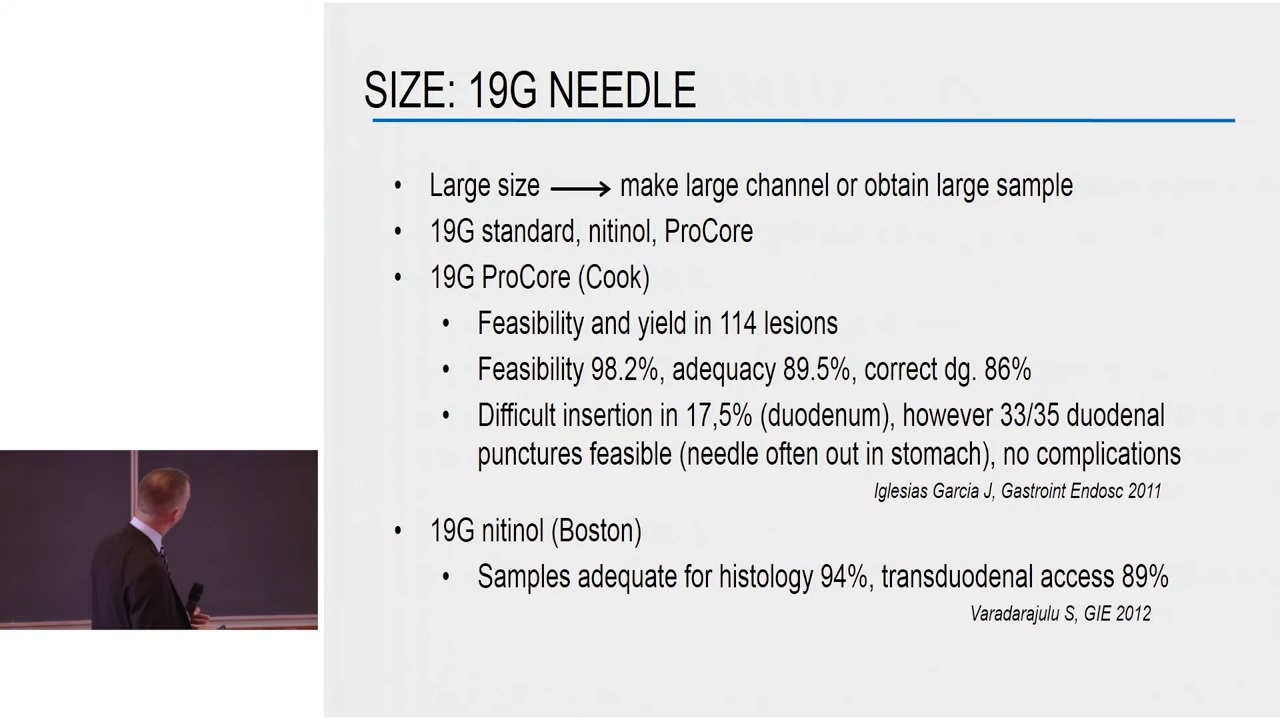 SIZE: 19G NEEDLE
• Large size ⟶ make large channel or obtain large sample
• 19G standard, nitinol, ProCore
• 19G ProCore (Cook)
• Feasibility and yield in 114 lesions
• Feasibility 98.2%, adequacy 89.5%, correct dg. 86%
• Difficult insertion in 17,5% (duodenum), however 33/35 duodenal
punctures feasible (needle often out in stomach), no complications
Iglesias Garcia J, Gastroint Endosc 2011
• 19G nitinol (Boston)
• Samples adequate for histology 94%, transduodenal access 89%
Varadarajulu S, GIE 2012